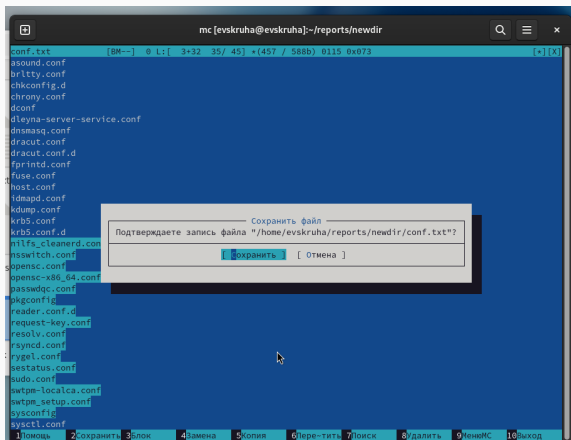 mc [evskruha@evskruha]:~/reports/newdir
conf.txt [BM--] 0 L:[ 3+32 35/ 45] *(457 / 588b) 0115 0x073 [*][X]
asound.conf
brltty.conf
chkconfig.d
chrony.conf
dconf
dleyna-server-service.conf
dnsmasq.conf
dracut.conf
dracut.conf.d
fprintd.conf
fuse.conf
host.conf
idmapd.conf
kdump.conf
krb5.conf
krb5.conf.d
nilfs_cleanerd.con
nsswitch.conf
opensc.conf
opensc-x86_64.conf
passwdqc.conf
pkgconfig
reader.conf.d
request-key.conf
resolv.conf
rsyncd.conf
rygel.conf
sestatus.conf
sudo.conf
swtpm-localca.conf
swtpm_setup.conf
sysconfig
sysctl.conf
Сохранить файл
Подтверждаете запись файла "/home/evskruha/reports/newdir/conf.txt"?
[ Сохранить ] [ Отмена ]
1Помощь 2Сохранить 3Блок 4Замена 5Копия 6Пере~тить 7Поиск 8Удалить 9МенюMC 10Выход